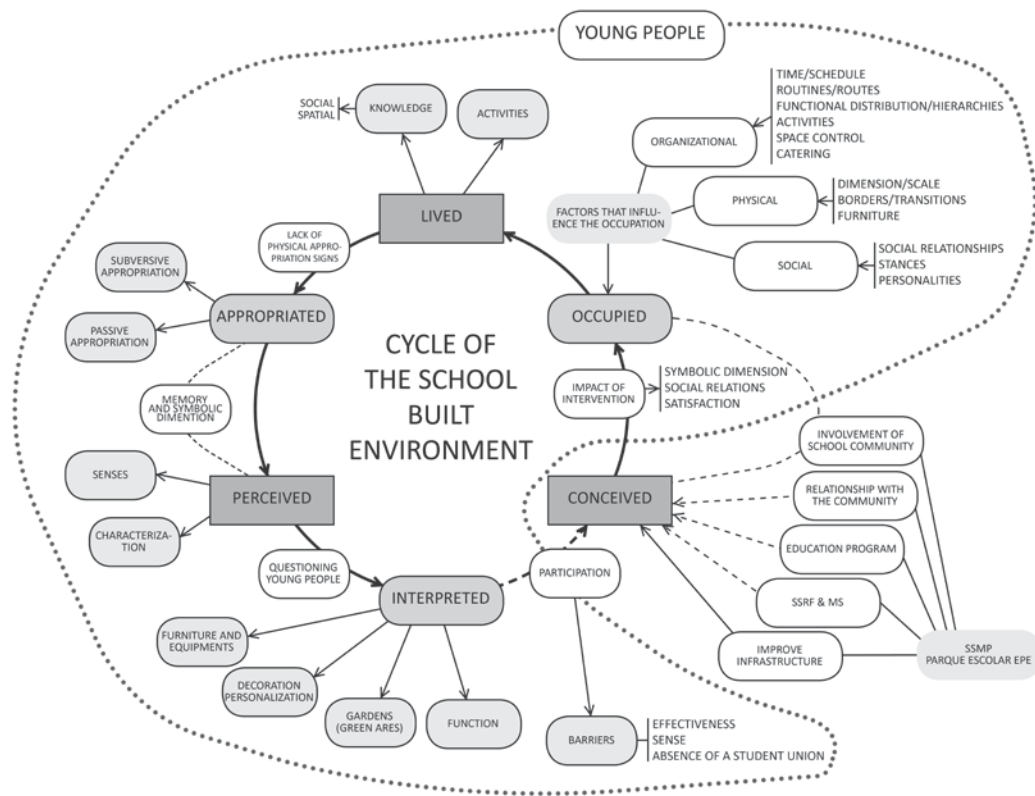 YOUNG PEOPLE
TIME/SCHEDULE
ROUTINES/ROUTES
FUNCTIONAL DISTRIBUTION/HIERARCHIES
ACTIVITIES
SPACE CONTROL
CATERING
SOCIAL
SPATIAL
KNOWLEDGE
ACTIVITIES
ORGANIZATIONAL
PHYSICAL
DIMENSION/SCALE
BORDERS/TRANSITIONS
FURNITURE
LIVED
FACTORS THAT INFLU-
ENCE THE OCCUPATION
SOCIAL
SOCIAL RELATIONSHIPS
STANCES
PERSONALITIES
LACK OF
PHYSICAL APPRO-
PRIATION SIGNS
SUBVERSIVE
APPROPRIATION
APPROPRIATED
OCCUPIED
PASSIVE
APPROPRIATION
CYCLE OF
THE SCHOOL
BUILT
ENVIRONMENT
IMPACT OF
INTERVENTION
SYMBOLIC DIMENSION
SOCIAL RELATIONS
SATISFACTION
MEMORY
AND SYMBOLIC
DIMENTION
INVOLVEMENT OF
SCHOOL COMMUNITY
SENSES
PERCEIVED
CONCEIVED
RELATIONSHIP WITH
THE COMMUNITY
CHARACTERIZA-
TION
EDUCATION PROGRAM
QUESTIONING
YOUNG PEOPLE
PARTICIPATION
INTERPRETED
SSRF & MS
FURNITURE AND
EQUIPMENTS
IMPROVE
INFRASTRUCTURE
SSMP
PARQUE ESCOLAR EPE
DECORATION
PERSONALIZATION
GARDENS
(GREEN ARES)
FUNCTION
BARRIERS
EFFECTIVENESS
SENSE
ABSENCE OF A STUDENT UNION